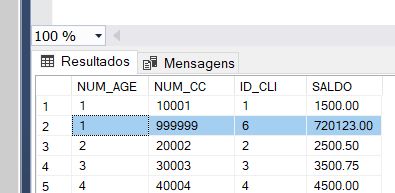 100 %
Resultados Mensagens
NUM_AGE NUM_CC ID_CLI SALDO
1 1 10001 1 1500.00
2 1 999999 6 720123.00
3 2 20002 2 2500.50
4 3 30003 3 3500.75
5 4 40004 4 4500.00